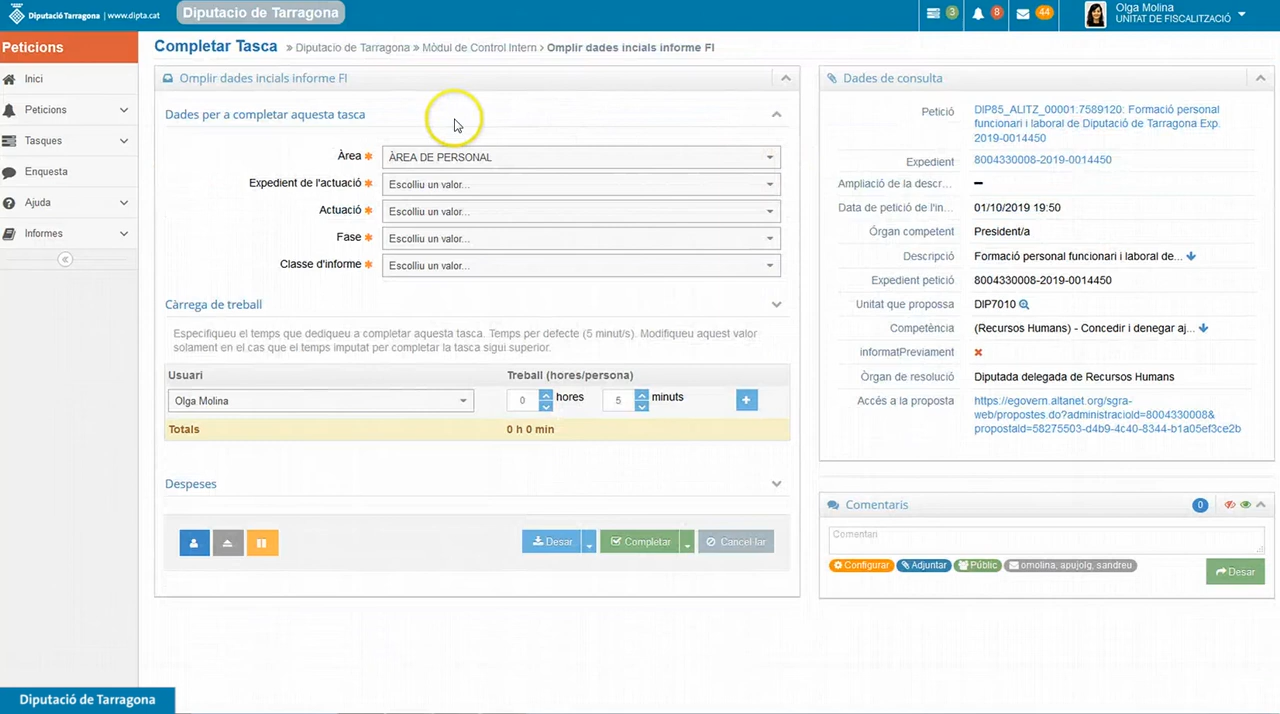 Diputació Tarragona | www.dipta.cat
Diputacio de Tarragona
3
8
44
Olga Molina
UNITAT DE FISCALITZACIÓ
Peticions
Inici
Peticions
Tasques
Enquesta
Ajuda
Informes
Completar Tasca » Diputacio de Tarragona » Mòdul de Control Intern › Omplir dades incials informe FI
Omplir dades incials informe FI
Dades per a completar aquesta tasca
Àrea * ÀREA DE PERSONAL
Expedient de l'actuació * Escolliu un valor...
Actuació * Escolliu un valor...
Fase * Escolliu un valor...
Classe d'informe * Escolliu un valor...
Càrrega de treball
Especifiqueu el temps que dediqueu a completar aquesta tasca. Temps per defecte (5 minut/s). Modifiqueu aquest valor
solament en el cas que el temps imputat per completar la tasca sigui superior.
Usuari Treball (hores/persona)
Olga Molina 0 hores 5 minuts
Totals 0 h 0 min
Despeses
Desar Completar Cancel·lar
Dades de consulta
Petició DIP85_ALITZ_00001:7589120: Formació personal
funcionari i laboral de Diputació de Tarragona Exp.
2019-0014450
Expedient 8004330008-2019-0014450
Ampliació de la descr... –
Data de petició de l'in... 01/10/2019 19:50
Órgan competent President/a
Descripció Formació personal funcionari i laboral de...
Expedient petició 8004330008-2019-0014450
Unitat que propossa DIP7010
Competència (Recursos Humans) - Concedir i denegar aj...
informatPreviament
Òrgan de resolució Diputada delegada de Recursos Humans
Accés a la proposta https://egovern.altanet.org/sgra-
web/propostes.do?administracioId=8004330008&
propostaId=58275503-d4b9-4c40-8344-b1a05ef3ce2b
Comentaris 0
Comentari
Configurar Adjuntar Públic omolina, apujolg, sandreu
Desar
Diputació de Tarragona